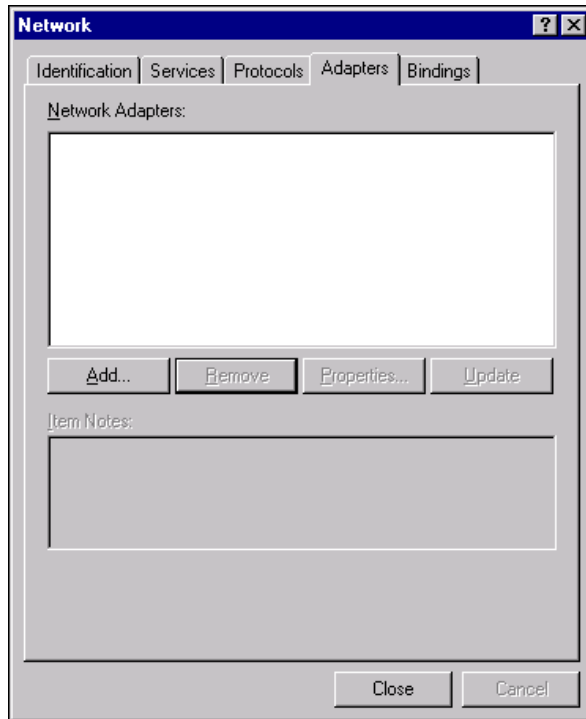 Network
Identification Services Protocols Adapters Bindings
Network Adapters:
Add... Remove Properties... Update
Item Notes:
Close Cancel